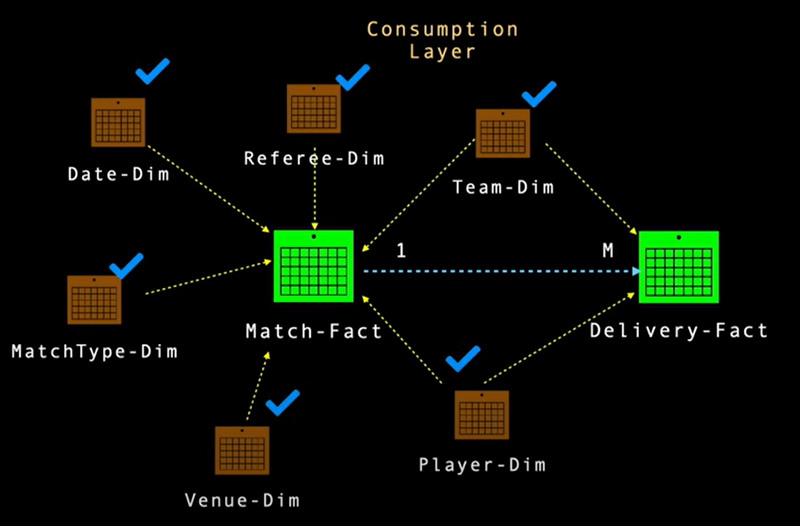 Consumption
Layer
Date-Dim
Referee-Dim
Team-Dim
1
M
Match-Fact
Delivery-Fact
MatchType-Dim
Player-Dim
Venue-Dim